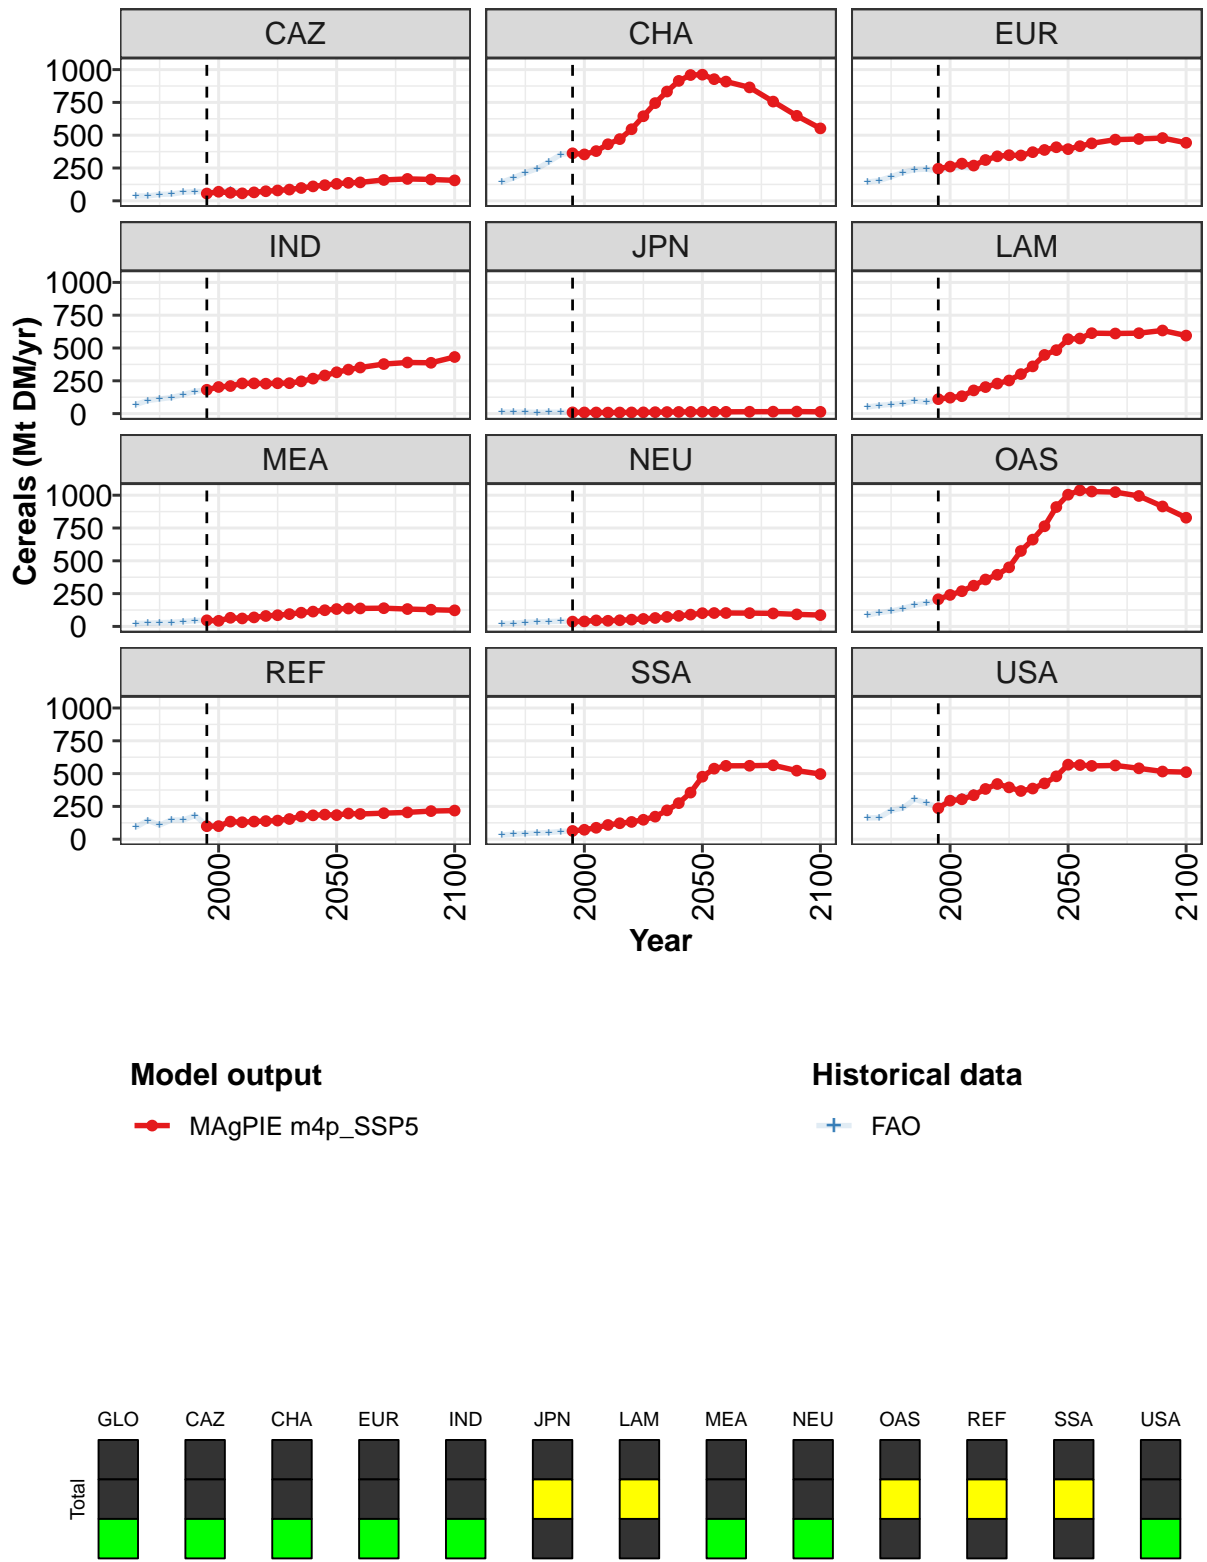 CAZ CHA EUR
1000
750
500
250
0
IND JPN LAM
1000
750
500
250
0
MEA NEU OAS
1000
750
500
250
0
REF SSA USA
1000
750
500
250
0
2000 2050 2100 2000 2050 2100 2000 2050 2100
Cereals (Mt DM/yr)
Year
Model output Historical data
MAgPIE m4p_SSP5 FAO
GLO CAZ CHA EUR IND JPN LAM MEA NEU OAS REF SSA USA
Total